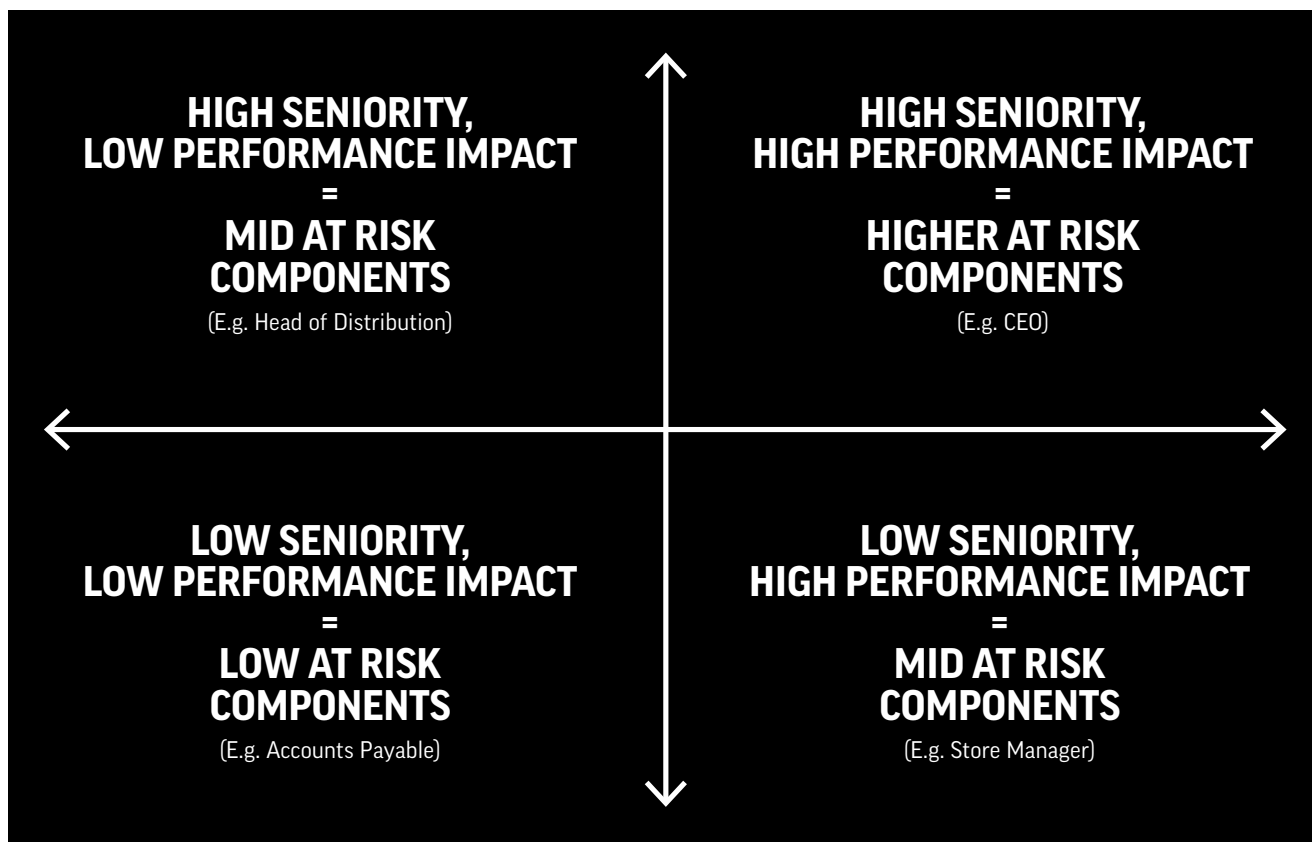 HIGH SENIORITY,
LOW PERFORMANCE IMPACT
=
MID AT RISK
COMPONENTS
(E.g. Head of Distribution)
HIGH SENIORITY,
HIGH PERFORMANCE IMPACT
=
HIGHER AT RISK
COMPONENTS
(E.g. CEO)
LOW SENIORITY,
LOW PERFORMANCE IMPACT
=
LOW AT RISK
COMPONENTS
(E.g. Accounts Payable)
LOW SENIORITY,
HIGH PERFORMANCE IMPACT
=
MID AT RISK
COMPONENTS
(E.g. Store Manager)